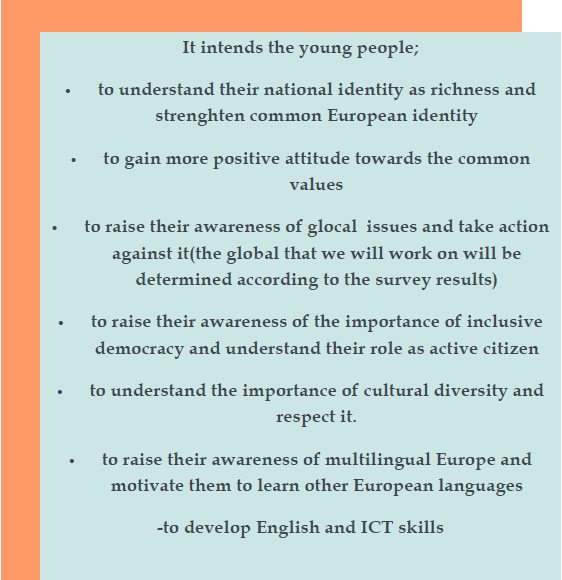 It intends the young people;
• to understand their national identity as richness and
strenghten common European identity
• to gain more positive attitude towards the common
values
• to raise their awareness of glocal  issues and take action
against it(the global that we will work on will be
determined according to the survey results)
• to raise their awareness of the importance of inclusive
democracy and understand their role as active citizen
• to understand the importance of cultural diversity and
respect it.
• to raise their awareness of multilingual Europe and
motivate them to learn other European languages
-to develop English and ICT skills